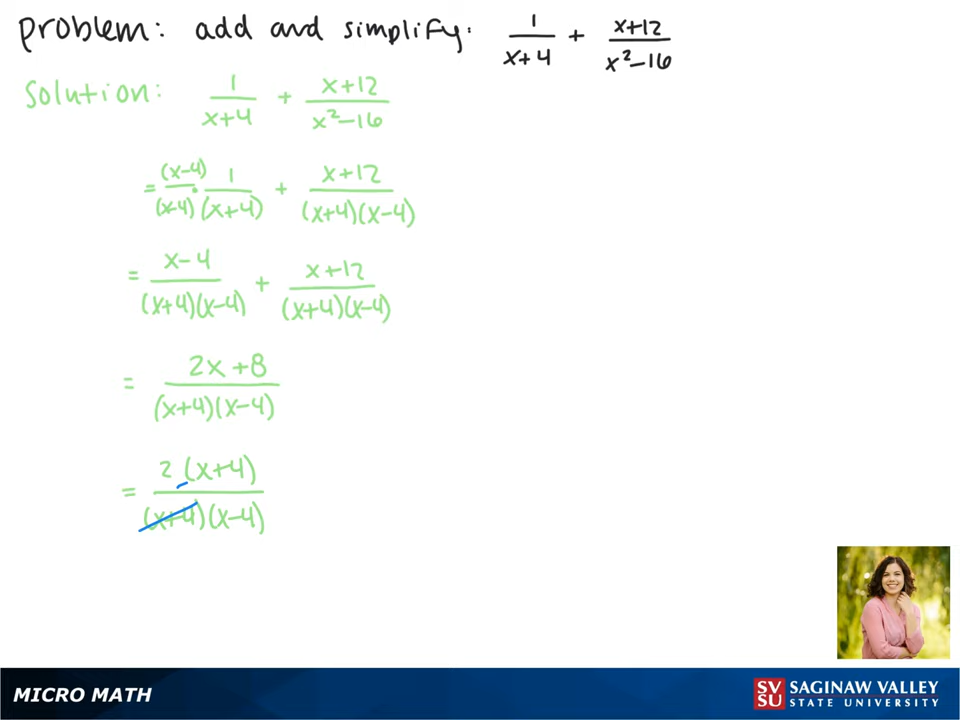 problem: add and simplify: 1/(x+4) + (x+12)/(x²-16)
Solution: 1/(x+4) + (x+12)/(x²-16)
= (x-4)/(x-4) · 1/(x+4) + (x+12)/((x+4)(x-4))
= (x-4)/((x+4)(x-4)) + (x+12)/((x+4)(x-4))
= (2x+8)/((x+4)(x-4))
= 2(x+4)/((x+4)(x-4))
MICRO MATH
SVSU SAGINAW VALLEY
STATE UNIVERSITY